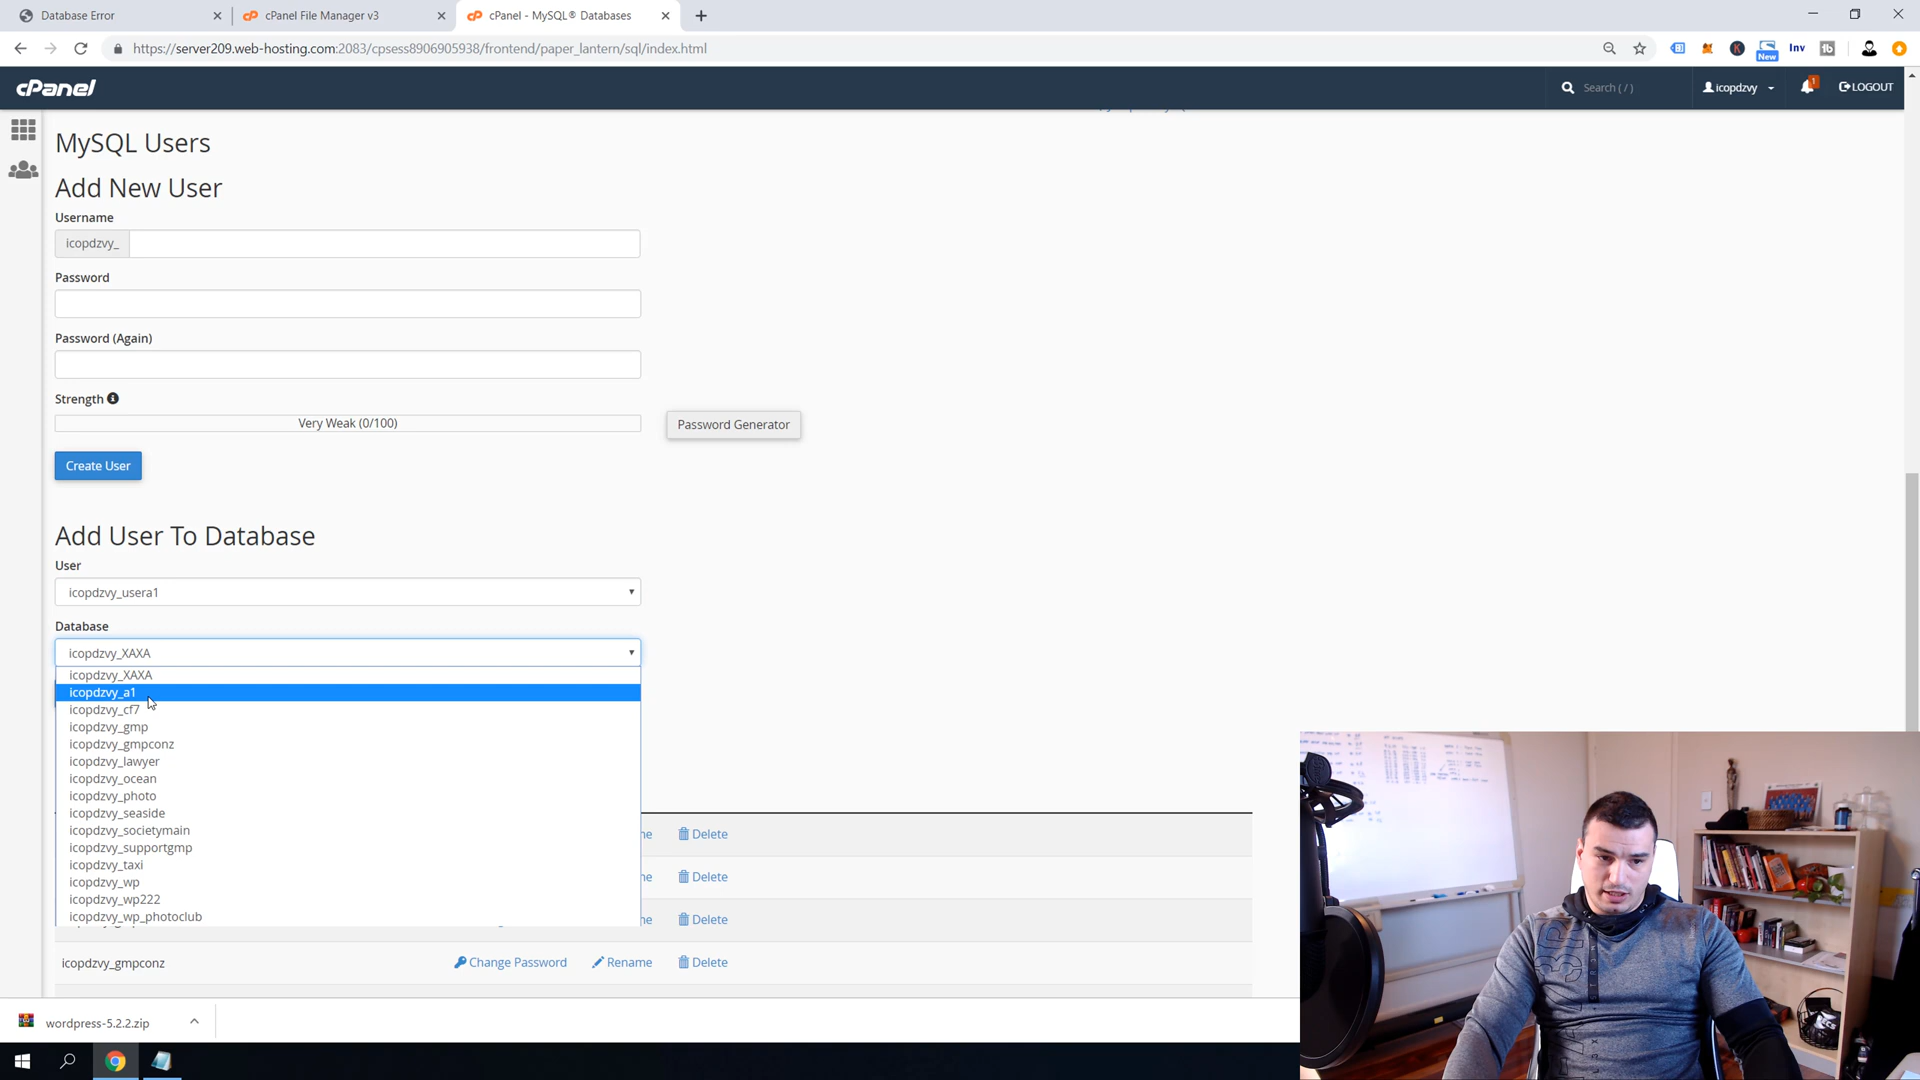 Database Error
cPanel File Manager v3
cPanel - MySQL® Databases
https://server209.web-hosting.com:2083/cpsess8906905938/frontend/paper_lantern/sql/index.html
Inv
New
cPanel
Search ( / )
icopdzvy
1
LOGOUT
MySQL Users
Add New User
Username
icopdzvy_
Password
Password (Again)
Strength
Very Weak (0/100)
Password Generator
Create User
Add User To Database
User
icopdzvy_usera1
Database
icopdzvy_XAXA
icopdzvy_XAXA
icopdzvy_a1
icopdzvy_cf7
icopdzvy_gmp
icopdzvy_gmpconz
icopdzvy_lawyer
icopdzvy_ocean
icopdzvy_photo
icopdzvy_seaside
icopdzvy_societymain
icopdzvy_supportgmp
icopdzvy_taxi
icopdzvy_wp
icopdzvy_wp222
icopdzvy_wp_photoclub
Delete
Delete
Delete
icopdzvy_gmpconz Change Password Rename Delete
wordpress-5.2.2.zip